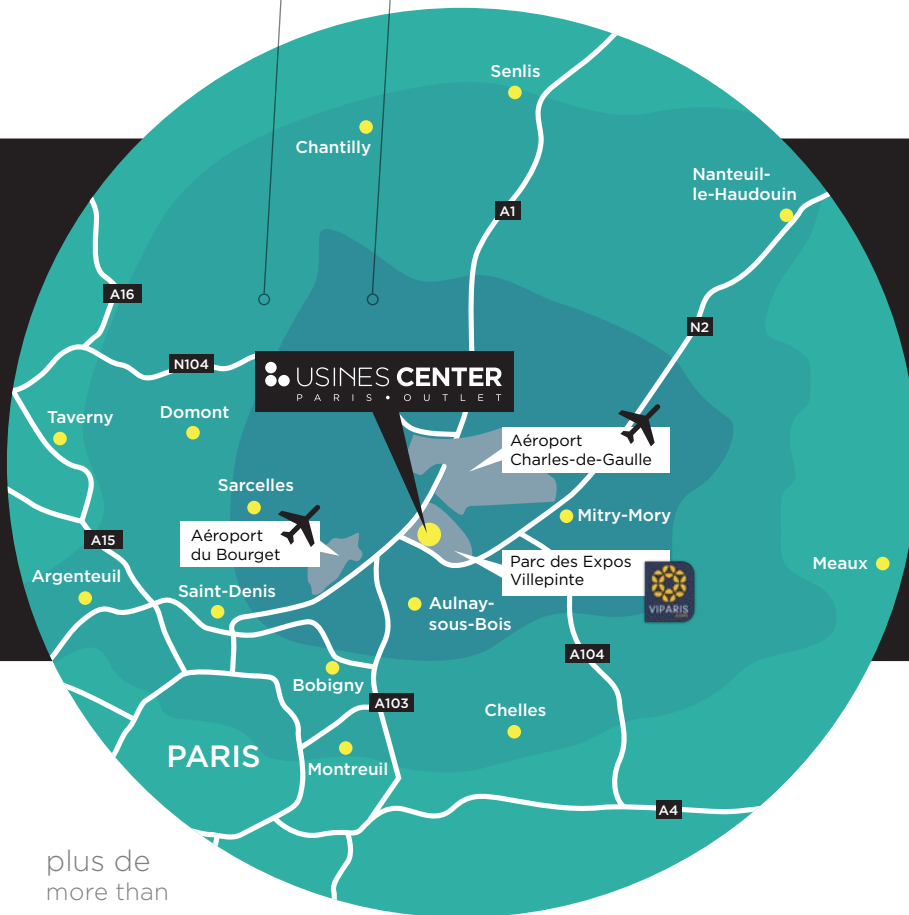 Senlis
Chantilly
Nanteuil-
le-Haudouin
A1
A16
N2
N104
USINES CENTER
PARIS • OUTLET
Taverny
Domont
Aéroport
Charles-de-Gaulle
Sarcelles
Mitry-Mory
Aéroport
du Bourget
A15
Parc des Expos
Villepinte
Meaux
Argenteuil
Saint-Denis
VIPARIS
Aulnay-
sous-Bois
A104
Bobigny
A103
Chelles
PARIS
Montreuil
A4
plus de
more than